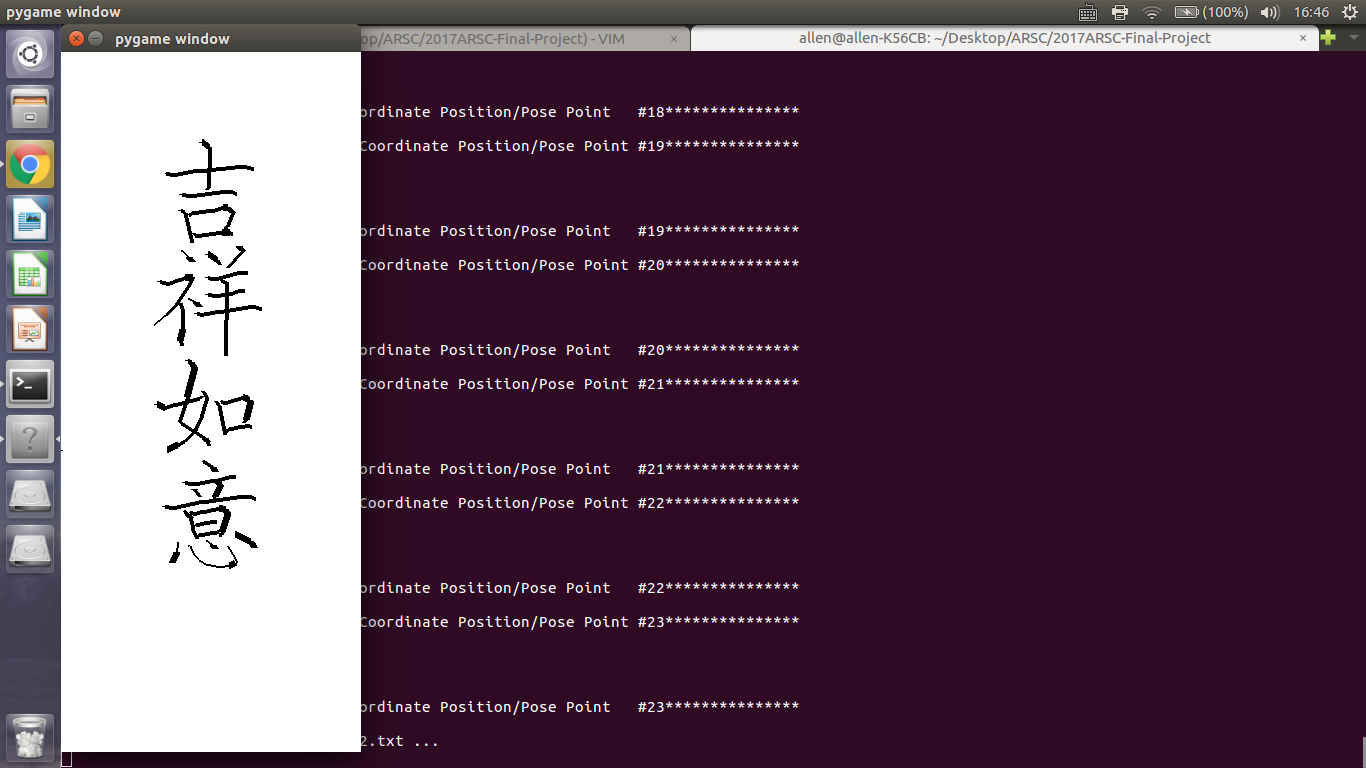 pygame window
(100%)
16:46
pygame window
op/ARSC/2017ARSC-Final-Project) - VIM
allen@allen-K56CB: ~/Desktop/ARSC/2017ARSC-Final-Project
吉祥如意
ordinate Position/Pose Point #18***************
Coordinate Position/Pose Point #19***************
ordinate Position/Pose Point #19***************
Coordinate Position/Pose Point #20***************
ordinate Position/Pose Point #20***************
Coordinate Position/Pose Point #21***************
ordinate Position/Pose Point #21***************
Coordinate Position/Pose Point #22***************
ordinate Position/Pose Point #22***************
Coordinate Position/Pose Point #23***************
ordinate Position/Pose Point #23***************
2.txt ...